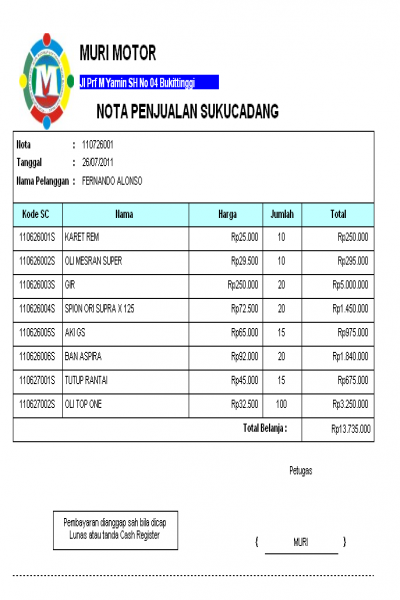 MURI MOTOR
Jl Prf M Yamin SH No 04 Bukittinggi
NOTA PENJUALAN SUKUCADANG
M
Nota : 110726001
Tanggal : 26/07/2011
Nama Pelanggan : FERNANDO ALONSO
Kode SC Nama Harga Jumlah Total
110626001S KARET REM Rp25.000 10 Rp250.000
110626002S OLI MESRAN SUPER Rp29.500 10 Rp295.000
110626003S GIR Rp250.000 20 Rp5.000.000
110626004S SPION ORI SUPRA X 125 Rp72.500 20 Rp1.450.000
110626005S AKI GS Rp65.000 15 Rp975.000
110626006S BAN ASPIRA Rp92.000 20 Rp1.840.000
110627001S TUTUP RANTAI Rp45.000 15 Rp675.000
110627002S OLI TOP ONE Rp32.500 100 Rp3.250.000
Total Belanja : Rp13.735.000
Petugas
Pembayaran dianggap sah bila dicap
Lunas atau tanda Cash Register
( MURI )